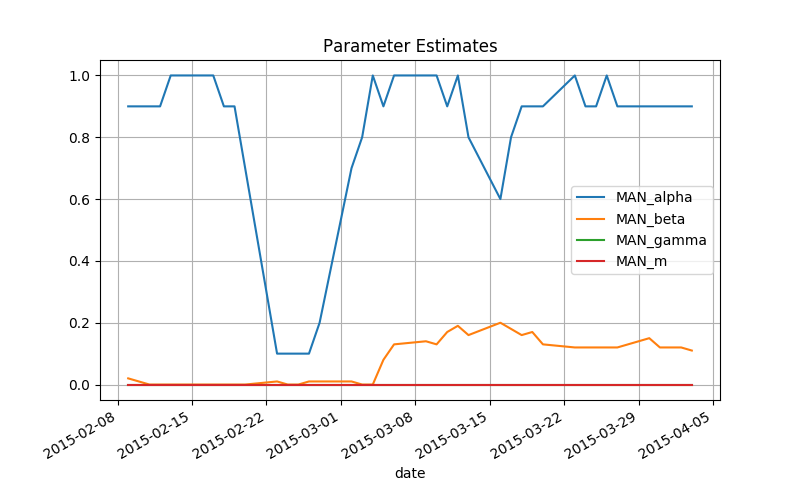 Parameter Estimates
1.0
0.8
0.6
0.4
0.2
0.0
MAN_alpha
MAN_beta
MAN_gamma
MAN_m
2015-02-08
2015-02-15
2015-02-22
2015-03-01
2015-03-08
2015-03-15
2015-03-22
2015-03-29
2015-04-05
date